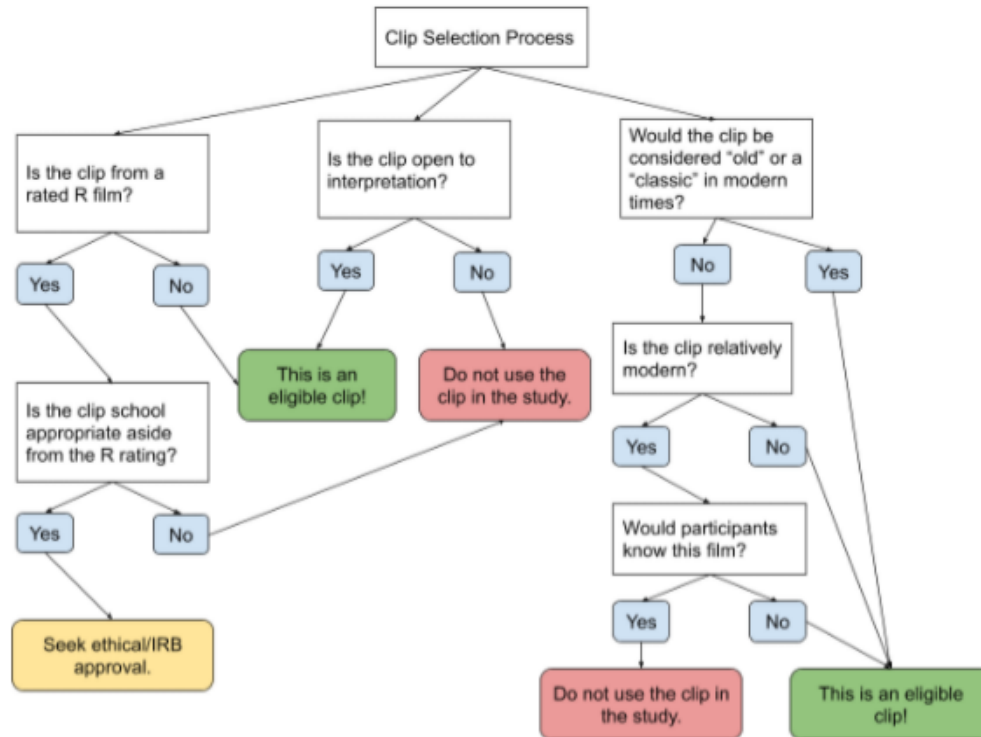 Clip Selection Process
Is the clip from a
rated R film?
Is the clip open to
interpretation?
Would the clip be
considered “old” or a
“classic” in modern
times?
Yes
No
Yes
No
No
Yes
This is an
eligible clip!
Do not use the
clip in the study.
Is the clip relatively
modern?
Is the clip school
appropriate aside
from the R rating?
Yes
No
Yes
No
Would participants
know this film?
Yes
No
Seek ethical/IRB
approval.
Do not use the clip in
the study.
This is an eligible
clip!